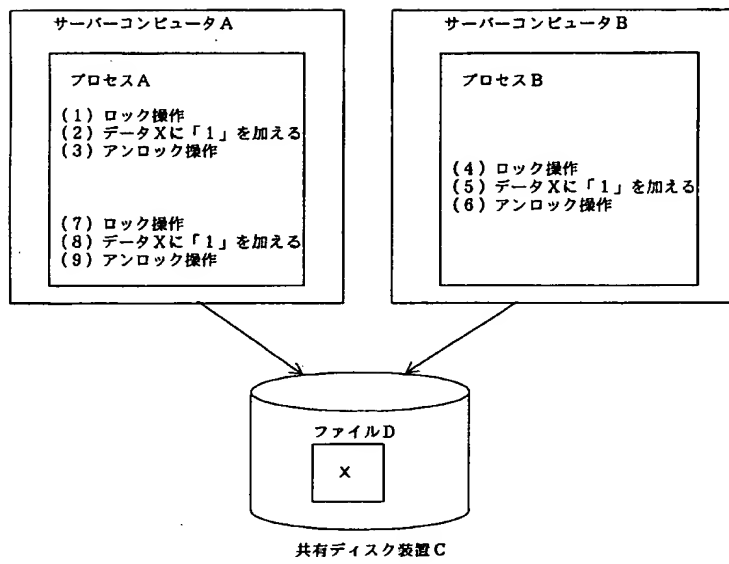 サーバーコンピュータA
プロセスA
(1)ロック操作
(2)データXに「1」を加える
(3)アンロック操作
(7)ロック操作
(8)データXに「1」を加える
(9)アンロック操作
サーバーコンピュータB
プロセスB
(4)ロック操作
(5)データXに「1」を加える
(6)アンロック操作
ファイルD
X
共有ディスク装置C